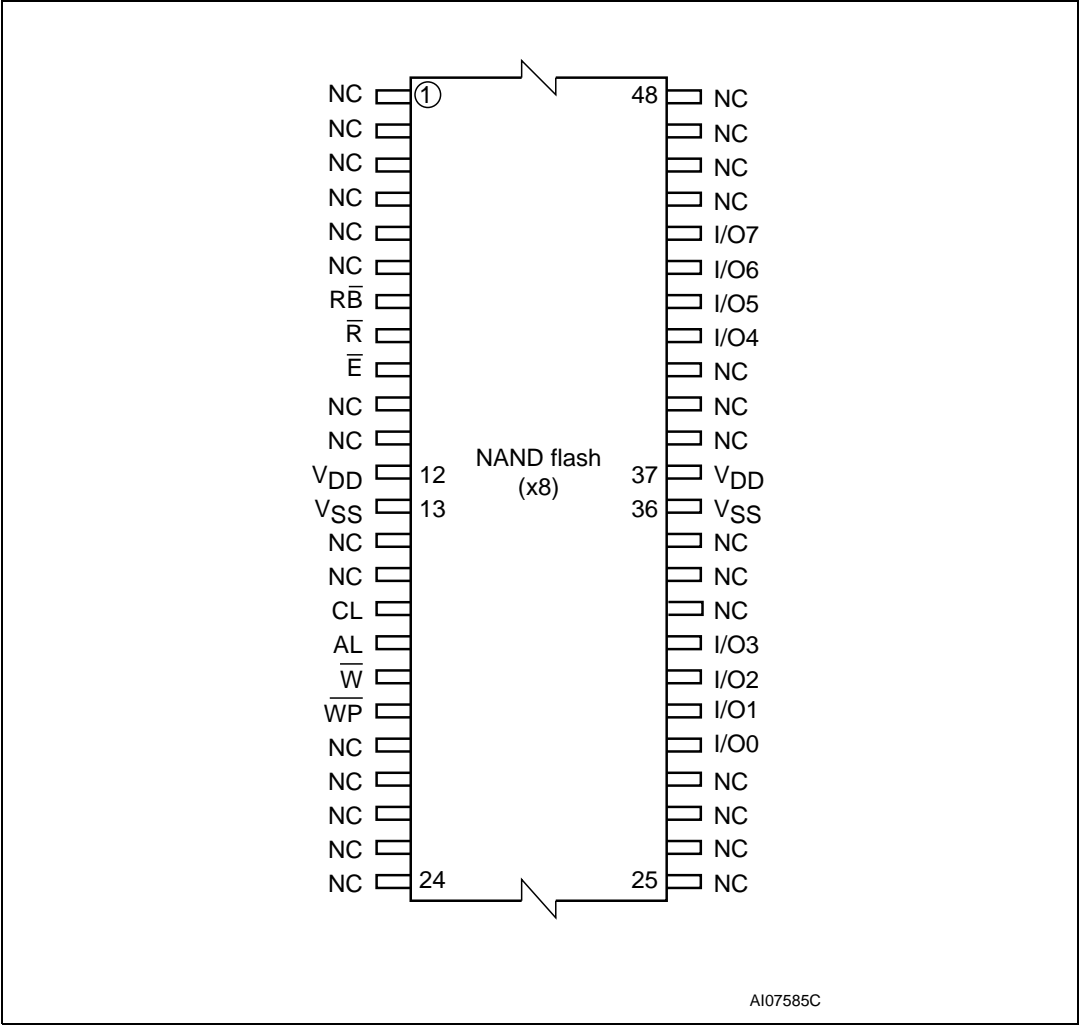 NC 1 48 NC
NC NC
NC NC
NC NC
NC I/O7
NC I/O6
RB̅ I/O5
R̅ I/O4
E̅ NC
NC NC
NC NC
NAND flash
(x8)
VDD 12 37 VDD
VSS 13 36 VSS
NC NC
NC NC
CL NC
AL I/O3
W̅ I/O2
W̅P̅ I/O1
NC I/O0
NC NC
NC NC
NC NC
NC 24 25 NC
AI07585C